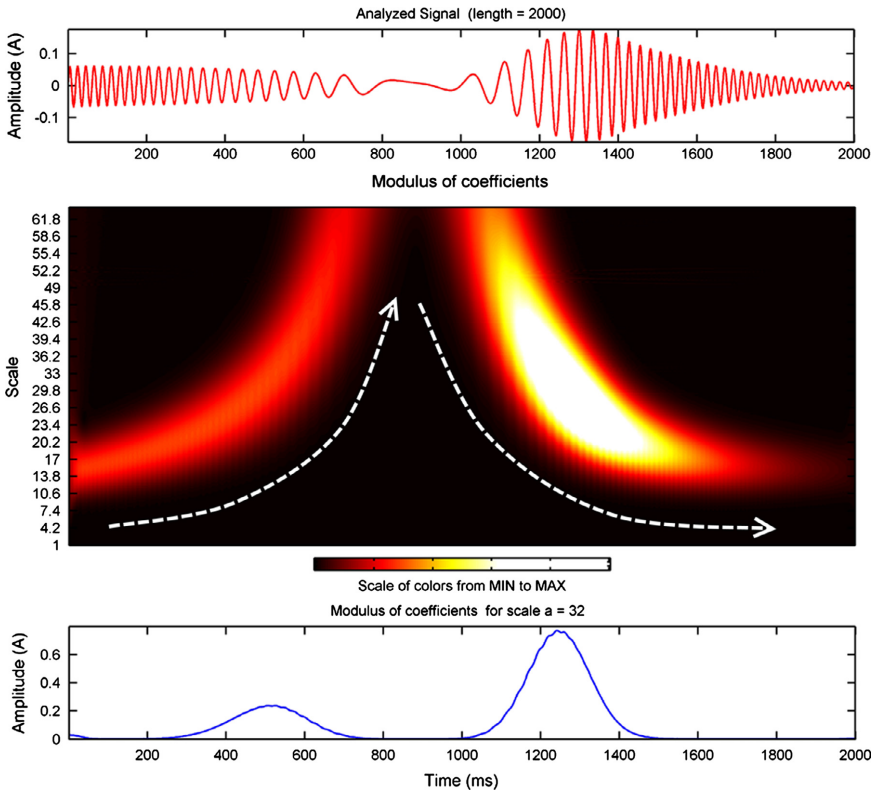 Analyzed Signal (length = 2000)
Amplitude (A)
0.1
0
-0.1
200 400 600 800 1000 1200 1400 1600 1800 2000
Modulus of coefficients
Scale
61.8
58.6
55.4
52.2
49
45.8
42.6
39.4
36.2
33
29.8
26.6
23.4
20.2
17
13.8
10.6
7.4
4.2
1
Scale of colors from MIN to MAX
Modulus of coefficients for scale a = 32
Amplitude (A)
0.6
0.4
0.2
0
200 400 600 800 1000 1200 1400 1600 1800 2000
Time (ms)